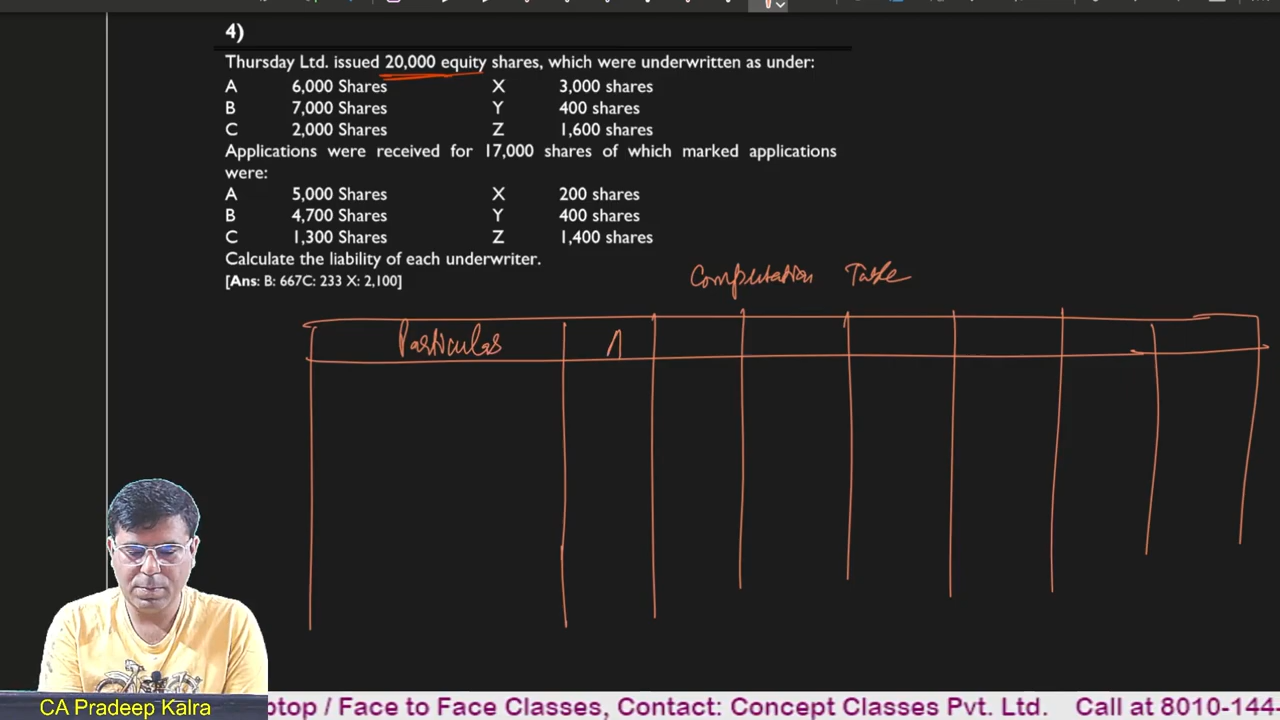 4)
Thursday Ltd. issued 20,000 equity shares, which were underwritten as under:
A 6,000 Shares X 3,000 shares
B 7,000 Shares Y 400 shares
C 2,000 Shares Z 1,600 shares
Applications were received for 17,000 shares of which marked applications
were:
A 5,000 Shares X 200 shares
B 4,700 Shares Y 400 shares
C 1,300 Shares Z 1,400 shares
Calculate the liability of each underwriter.
[Ans: B: 667C: 233 X: 2,100]
Computation Table
Particulas A
CA Pradeep Kalra
ptop / Face to Face Classes, Contact: Concept Classes Pvt. Ltd. Call at 8010-144-